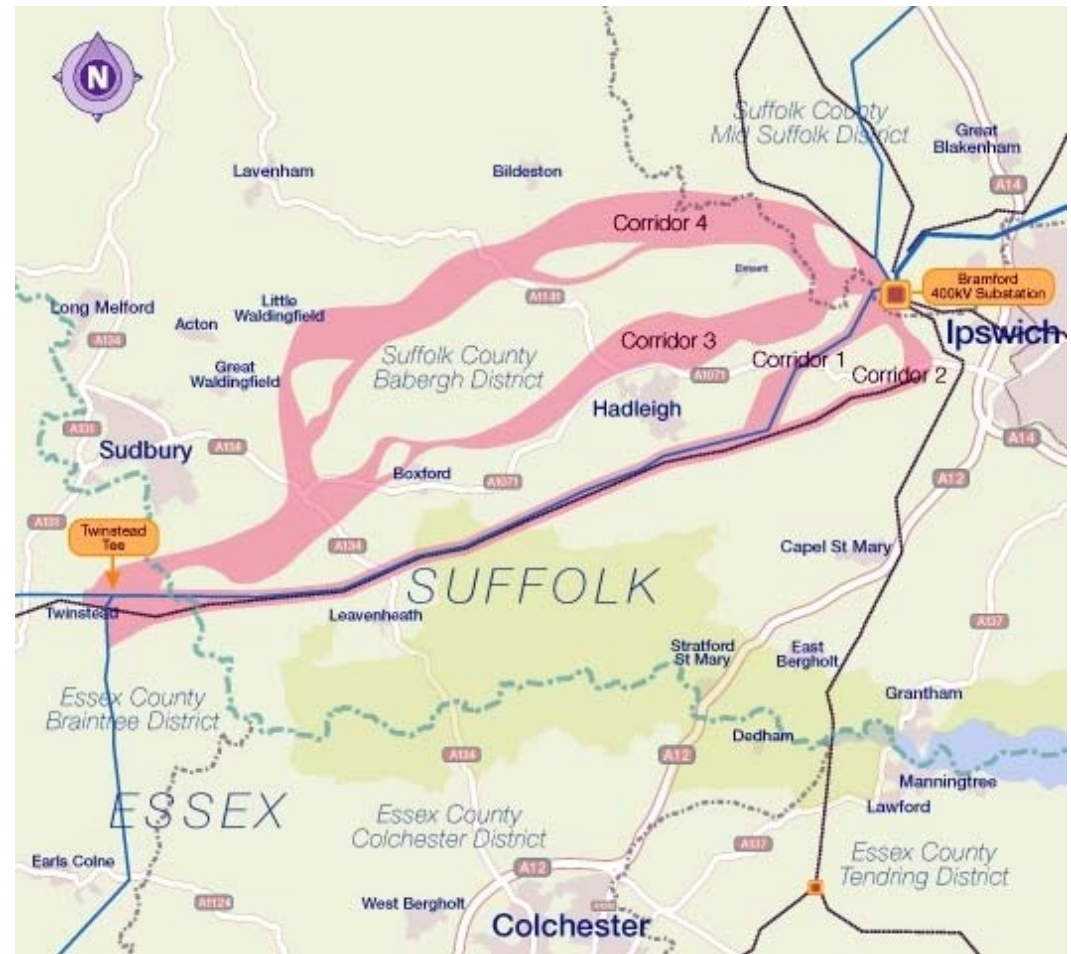 N
Suffolk County
Mid Suffolk District
Great
Blakenham
Lavenham
Bildeston
A14
Corridor 4
Elmsett
Bramford
400kV Substation
Long Melford
Little
Waldingfield
A1141
Acton
Ipswich
A134
Corridor 3
Suffolk County
Babergh District
Great
Waldingfield
Corridor 1
A1071
Corridor 2
Hadleigh
A131
Sudbury
A134
A14
Boxford
A1071
A12
A131
Twinstead
Tee
A134
Capel St Mary
SUFFOLK
Twinstead
Leavenheath
A137
Stratford
St Mary
East
Bergholt
Essex County
Braintree District
Grantham
Dedham
A134
A12
Manningtree
ESSEX
Lawford
Essex County
Colchester District
A137
Essex County
Tendring District
Earls Colne
A12
A1124
West Bergholt
Colchester